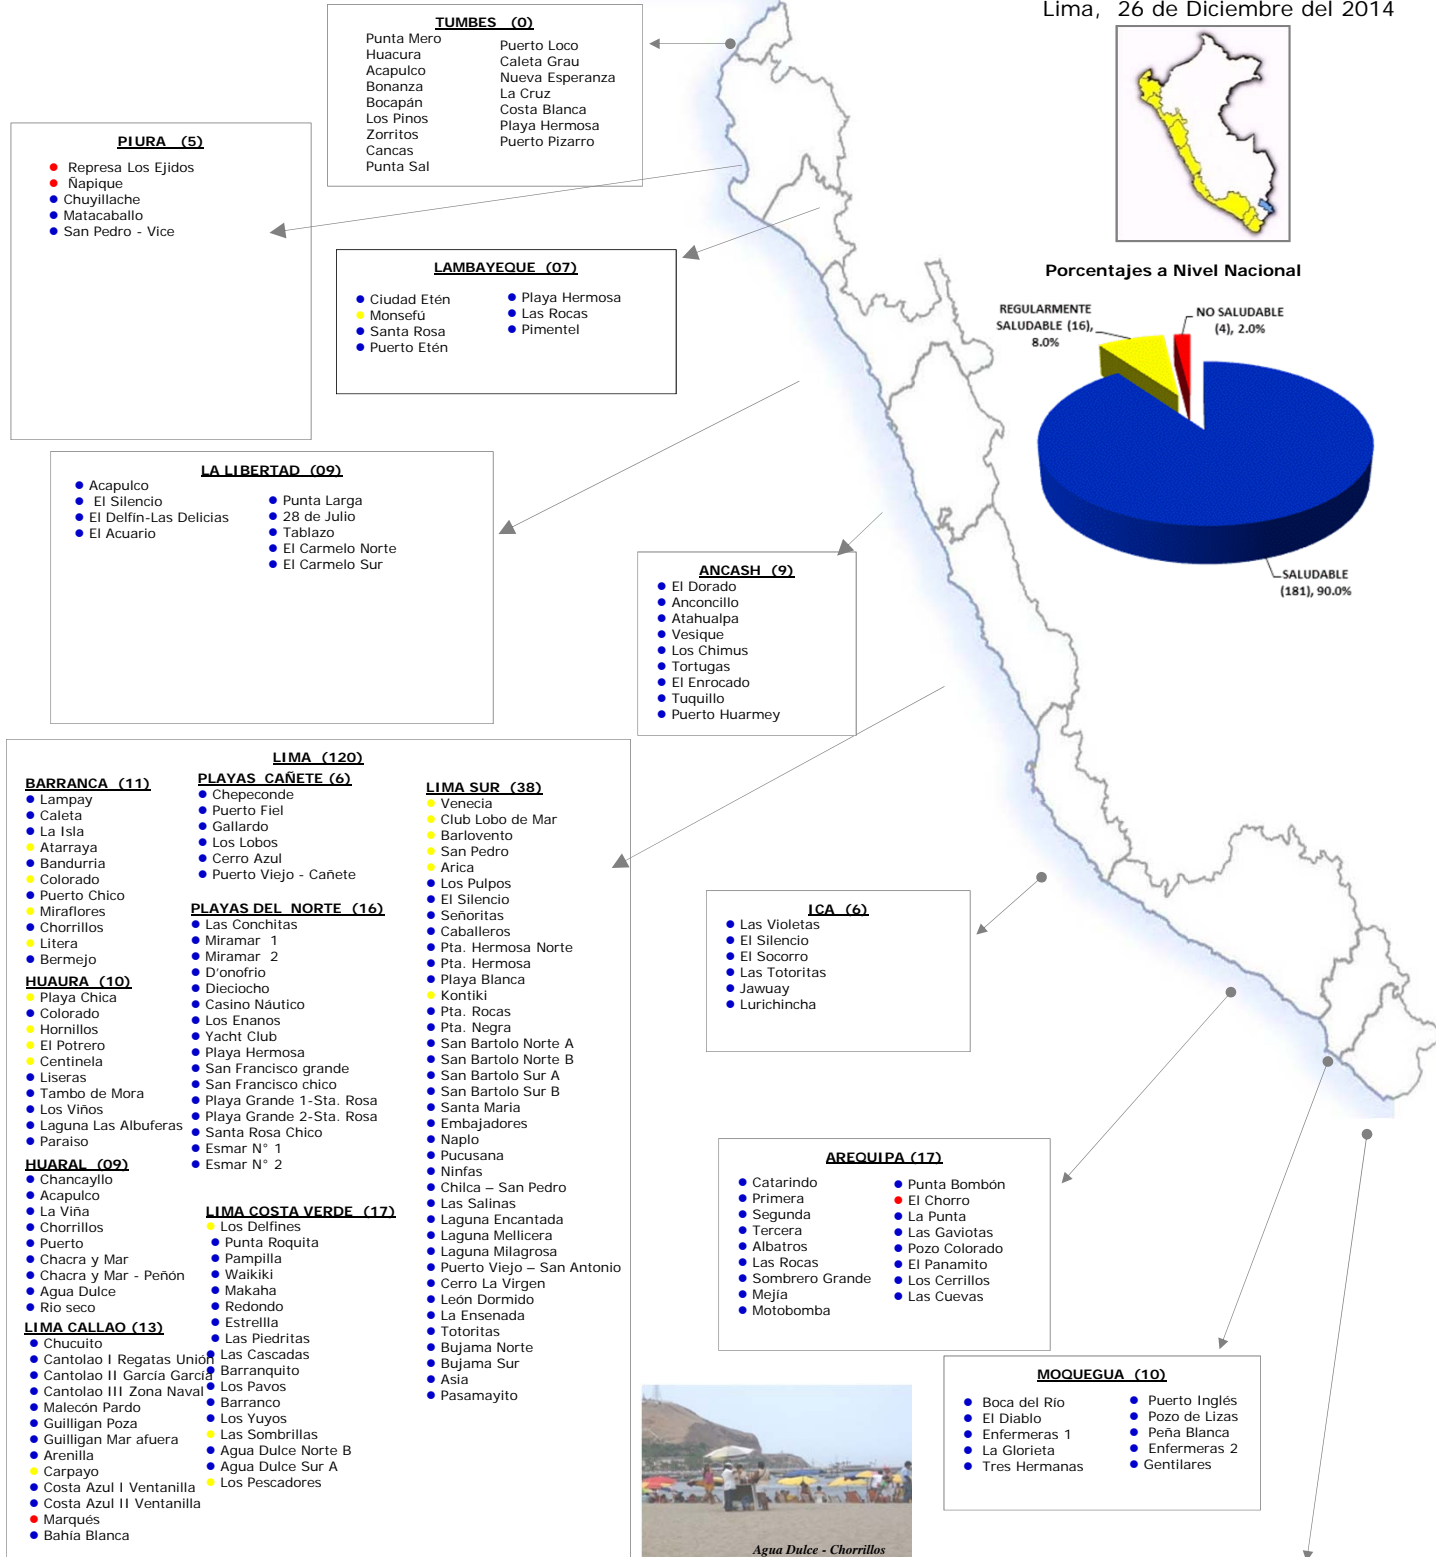 Lima, 26 de Diciembre del 2014
TUMBES (0)
Punta Mero
Huacura
Acapulco
Bonanza
Bocapán
Los Pinos
Zorritos
Cancas
Punta Sal
Puerto Loco
Caleta Grau
Nueva Esperanza
La Cruz
Costa Blanca
Playa Hermosa
Puerto Pizarro
PIURA (5)
Represa Los Ejidos
Ñapique
Chuyillache
Matacaballo
San Pedro - Vice
LAMBAYEQUE (07)
Ciudad Etén
Monsefú
Santa Rosa
Puerto Etén
Playa Hermosa
Las Rocas
Pimentel
Porcentajes a Nivel Nacional
REGULARMENTE
SALUDABLE (16),
8.0%
NO SALUDABLE
(4), 2.0%
SALUDABLE
(181), 90.0%
LA LIBERTAD (09)
Acapulco
El Silencio
El Delfín-Las Delicias
El Acuario
Punta Larga
28 de Julio
Tablazo
El Carmelo Norte
El Carmelo Sur
ANCASH (9)
El Dorado
Anconcillo
Atahualpa
Vesique
Los Chimus
Tortugas
El Enrocado
Tuquillo
Puerto Huarmey
LIMA (120)
BARRANCA (11)
Lampay
Caleta
La Isla
Atarraya
Bandurria
Colorado
Puerto Chico
Miraflores
Chorrillos
Litera
Bermejo
HUAURA (10)
Playa Chica
Colorado
Hornillos
El Potrero
Centinela
Liseras
Tambo de Mora
Los Viños
Laguna Las Albuferas
Paraiso
HUARAL (09)
Chancayllo
Acapulco
La Viña
Chorrillos
Puerto
Chacra y Mar
Chacra y Mar - Peñón
Agua Dulce
Rio seco
LIMA CALLAO (13)
Chucuito
Cantolao I Regatas Unión
Cantolao II García García
Cantolao III Zona Naval
Malecón Pardo
Guilligan Poza
Guilligan Mar afuera
Arenilla
Carpayo
Costa Azul I Ventanilla
Costa Azul II Ventanilla
Marqués
Bahía Blanca
PLAYAS CAÑETE (6)
Chepeconde
Puerto Fiel
Gallardo
Los Lobos
Cerro Azul
Puerto Viejo - Cañete
PLAYAS DEL NORTE (16)
Las Conchitas
Miramar 1
Miramar 2
D'onofrio
Dieciocho
Casino Náutico
Los Enanos
Yacht Club
Playa Hermosa
San Francisco grande
San Francisco chico
Playa Grande 1-Sta. Rosa
Playa Grande 2-Sta. Rosa
Santa Rosa Chico
Esmar N° 1
Esmar N° 2
LIMA COSTA VERDE (17)
Los Delfines
Punta Roquita
Pampilla
Waikiki
Makaha
Redondo
Estrellla
Las Piedritas
Las Cascadas
Barranquito
Los Pavos
Barranco
Los Yuyos
Las Sombrillas
Agua Dulce Norte B
Agua Dulce Sur A
Los Pescadores
LIMA SUR (38)
Venecia
Club Lobo de Mar
Barlovento
San Pedro
Arica
Los Pulpos
El Silencio
Señoritas
Caballeros
Pta. Hermosa Norte
Pta. Hermosa
Playa Blanca
Kontiki
Pta. Rocas
Pta. Negra
San Bartolo Norte A
San Bartolo Norte B
San Bartolo Sur A
San Bartolo Sur B
Santa Maria
Embajadores
Naplo
Pucusana
Ninfas
Chilca – San Pedro
Las Salinas
Laguna Encantada
Laguna Mellicera
Laguna Milagrosa
Puerto Viejo – San Antonio
Cerro La Virgen
León Dormido
La Ensenada
Totoritas
Bujama Norte
Bujama Sur
Asia
Pasamayito
ICA (6)
Las Violetas
El Silencio
El Socorro
Las Totoritas
Jawuay
Lurichincha
AREQUIPA (17)
Catarindo
Primera
Segunda
Tercera
Albatros
Las Rocas
Sombrero Grande
Mejía
Motobomba
Punta Bombón
El Chorro
La Punta
Las Gaviotas
Pozo Colorado
El Panamito
Los Cerrillos
Las Cuevas
MOQUEGUA (10)
Boca del Río
El Diablo
Enfermeras 1
La Glorieta
Tres Hermanas
Puerto Inglés
Pozo de Lizas
Peña Blanca
Enfermeras 2
Gentilares
Agua Dulce - Chorrillos